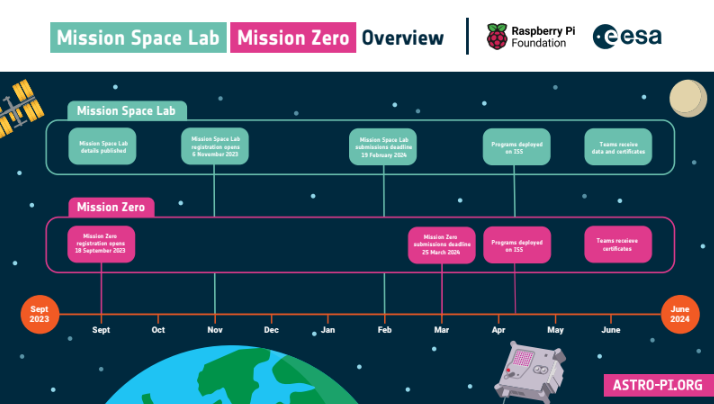 Mission Space Lab Mission Zero Overview
Raspberry Pi
Foundation
esa
Mission Space Lab
Mission Space Lab
details published
Mission Space Lab
registration opens
6 November 2023
Mission Space Lab
submissions deadline
19 February 2024
Programs deployed
on ISS
Teams receive
data and certificates
Mission Zero
Mission Zero
registration opens
18 September 2023
Mission Zero
submissions deadline
25 March 2024
Programs deployed
on ISS
Teams receive
certificates
Sept
2023
Sept
Oct
Nov
Dec
Jan
Feb
Mar
Apr
May
June
June
2024
ASTRO-PI.ORG